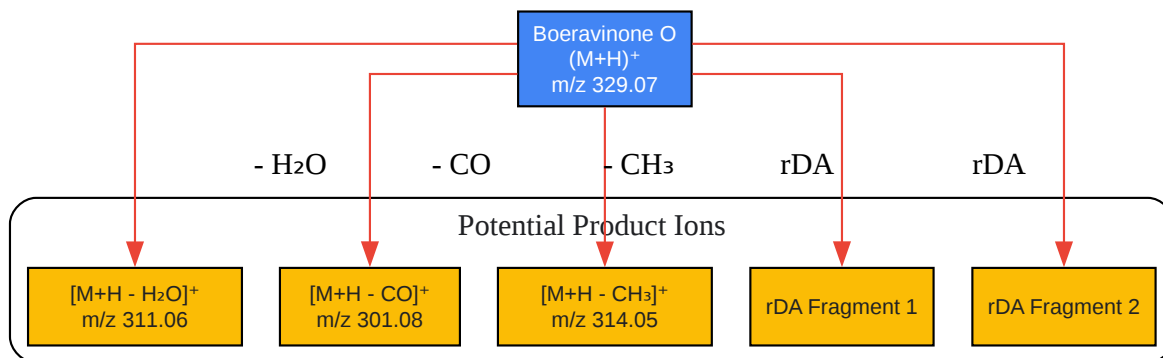 Boeravinone O
(M+H)⁺
m/z 329.07
- H₂O
- CO
- CH₃
rDA
rDA
Potential Product Ions
[M+H - H₂O]⁺
m/z 311.06
[M+H - CO]⁺
m/z 301.08
[M+H - CH₃]⁺
m/z 314.05
rDA Fragment 1
rDA Fragment 2